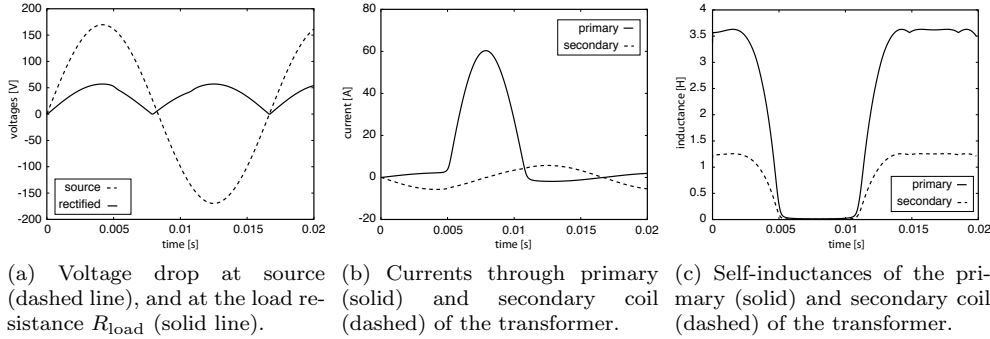 200
150
100
50
0
-50
-100
-150
-200
voltages [V]
source
rectified
0
0.005
0.01
0.015
0.02
time [s]
80
60
40
20
0
-20
current [A]
primary
secondary
0
0.005
0.01
0.015
0.02
time [s]
4
3.5
3
2.5
2
1.5
1
0.5
0
inductance [H]
primary
secondary
0
0.005
0.01
0.015
0.02
time [s]
(a) Voltage drop at source
(dashed line), and at the load re-
sistance Rload (solid line).
(b) Currents through primary
(solid) and secondary coil
(dashed) of the transformer.
(c) Self-inductances of the pri-
mary (solid) and secondary coil
(dashed) of the transformer.